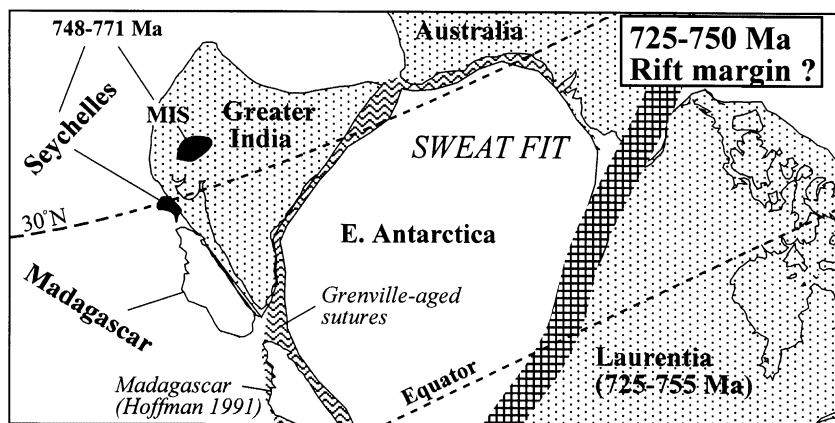 748-771 Ma
Australia
725-750 Ma
Rift margin ?
Seychelles
MIS
Greater
India
SWEAT FIT
30°N
E. Antarctica
Madagascar
Grenville-aged
sutures
Laurentia
(725-755 Ma)
Equator
Madagascar
(Hoffman 1991)